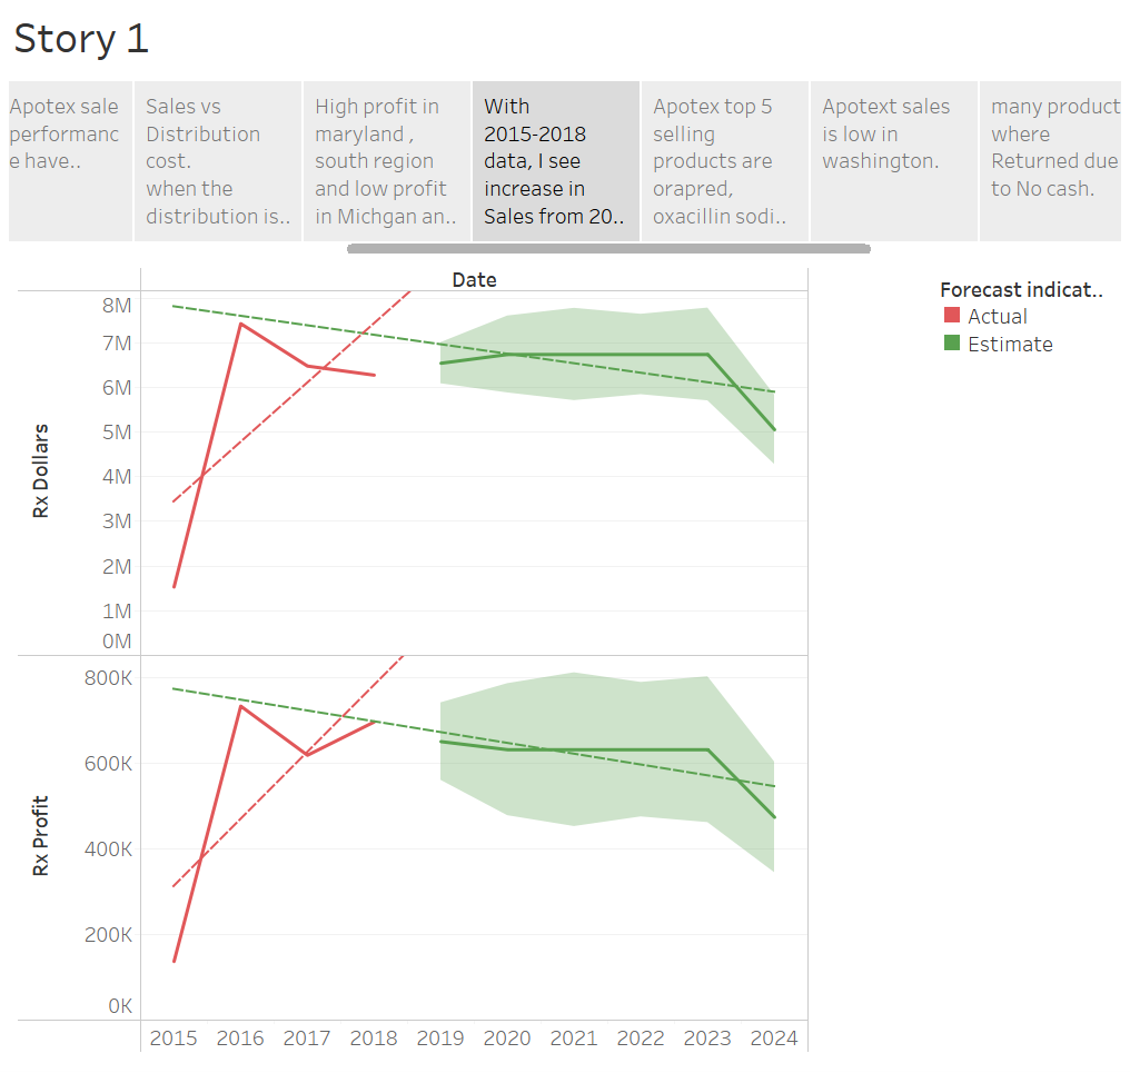 Story 1
Apotex sale
performanc
e have..
Sales vs
Distribution
cost.
when the
distribution is..
High profit in
maryland ,
south region
and low profit
in Michgan an..
With
2015-2018
data, I see
increase in
Sales from 20..
Apotex top 5
selling
products are
orapred,
oxacillin sodi..
Apotext sales
is low in
washington.
many product
where
Returned due
to No cash.
Date
Forecast indicat..
Actual
Estimate
Rx Dollars
8M
7M
6M
5M
4M
3M
2M
1M
0M
Rx Profit
800K
600K
400K
200K
0K
2015 2016 2017 2018 2019 2020 2021 2022 2023 2024